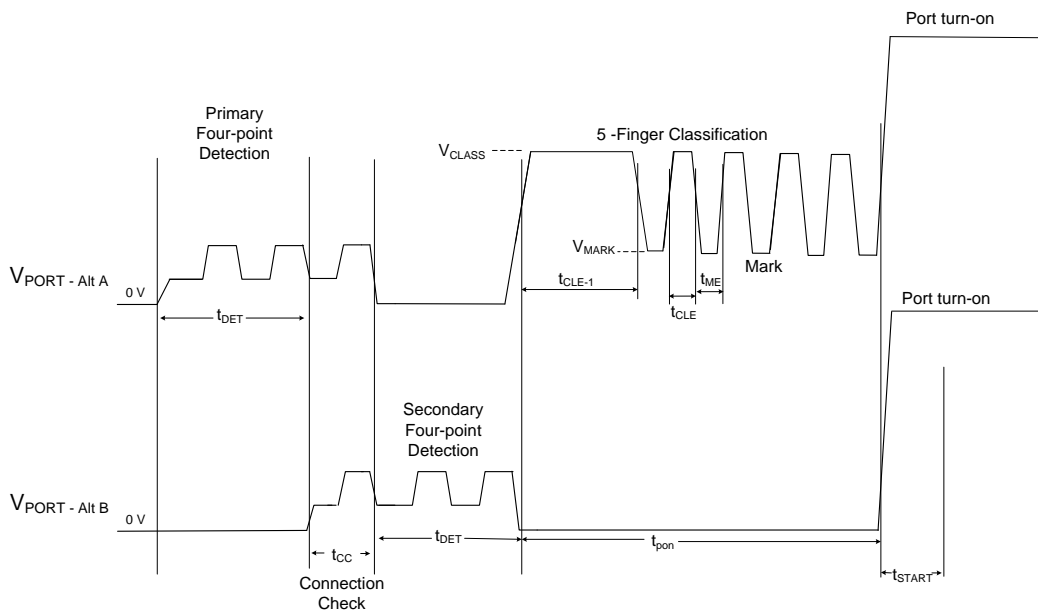 Port turn-on
Primary
Four-point
Detection
5 -Finger Classification
VCLASS
VMARK
Mark
VPORT - Alt A
0 V
tCLE-1
tME
tCLE
tDET
Port turn-on
Secondary
Four-point
Detection
VPORT - Alt B
0 V
tCC
tDET
tpon
tSTART
Connection
Check